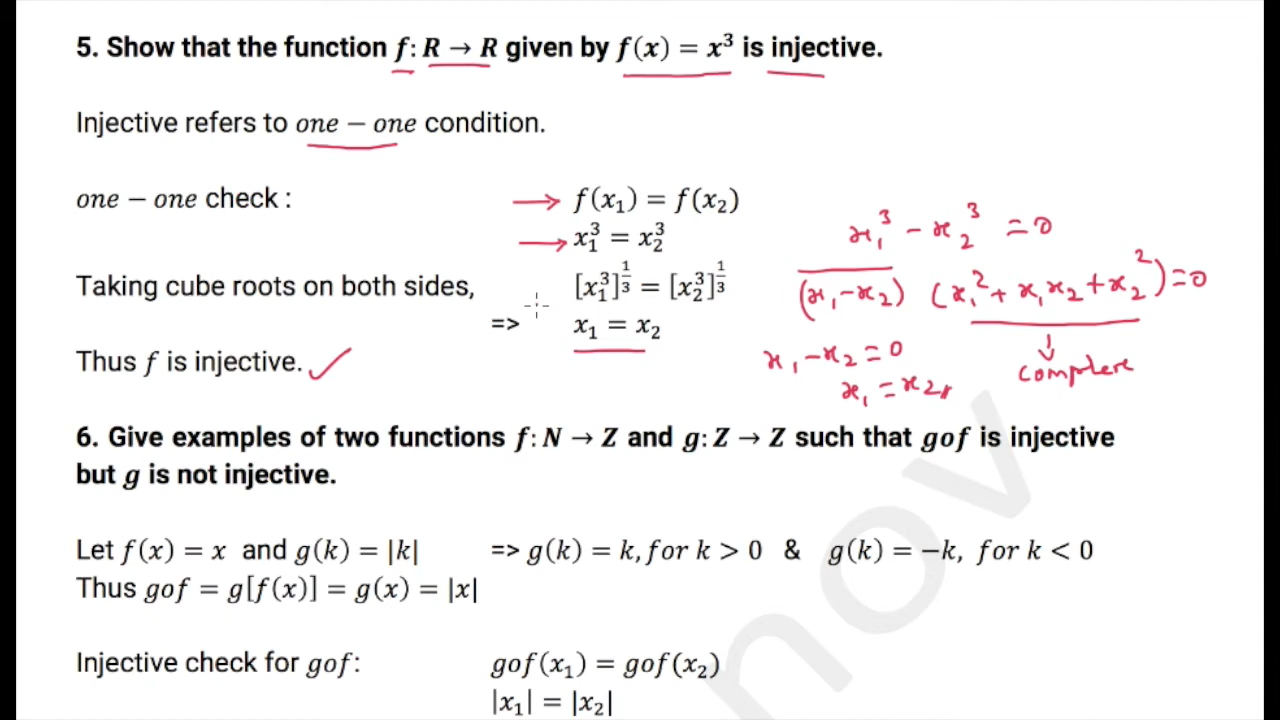 5. Show that the function f: R → R given by f(x) = x³ is injective.
Injective refers to one − one condition.
one − one check : f(x₁) = f(x₂)
x₁³ = x₂³
Taking cube roots on both sides, [x₁³]^(1/3) = [x₂³]^(1/3)
=> x₁ = x₂
Thus f is injective. ✓
x₁³ − x₂³ = 0
(x₁−x₂) (x₁² + x₁x₂ + x₂²) = 0
x₁ − x₂ = 0
x₁ = x₂
6. Give examples of two functions f: N → Z and g: Z → Z such that gof is injective
but g is not injective.
Let f(x) = x and g(k) = |k| => g(k) = k, for k > 0 & g(k) = −k, for k < 0
Thus gof = g[f(x)] = g(x) = |x|
Injective check for gof: gof(x₁) = gof(x₂)
|x₁| = |x₂|
nov